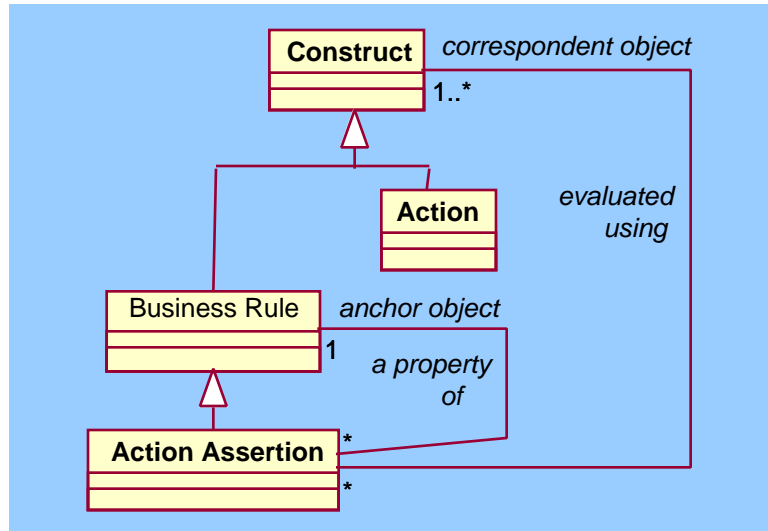 Construct
correspondent object
1..*
Action
evaluated
using
Business Rule
anchor object
1
a property
of
Action Assertion
*
*